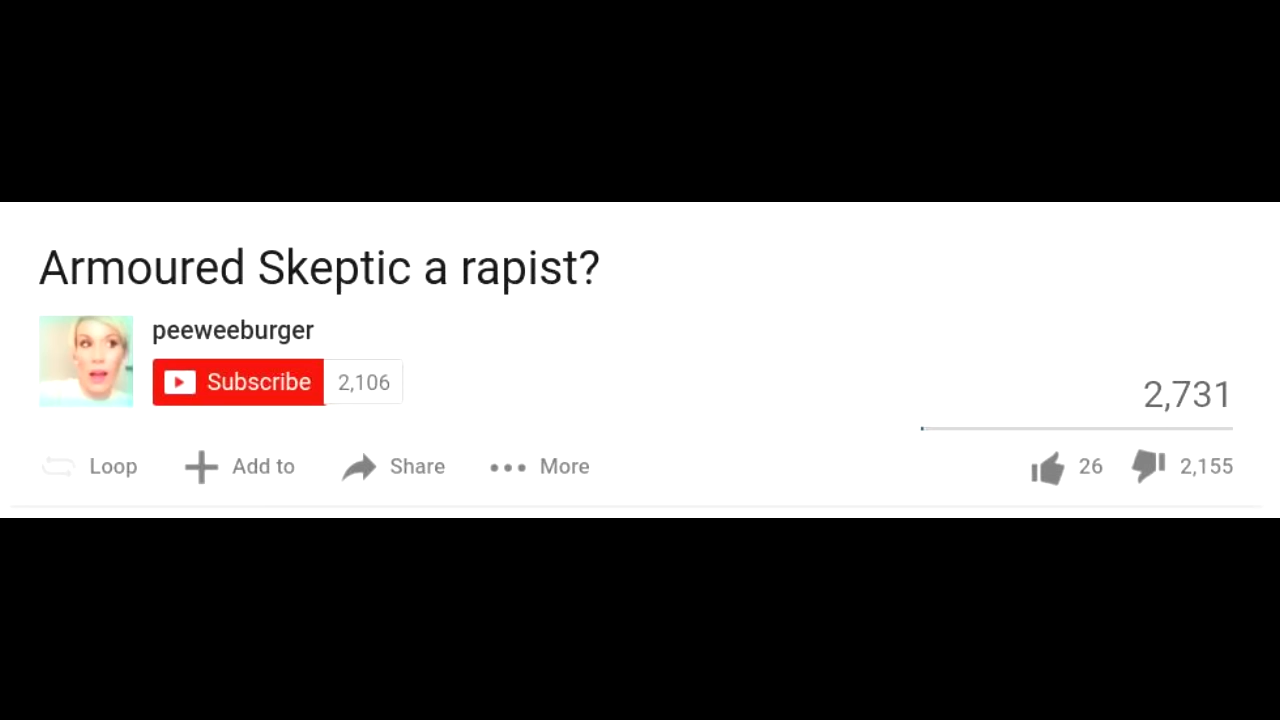 Armoured Skeptic a rapist?
peeweeburger
Subscribe 2,106
2,731
Loop Add to Share More 26 2,155